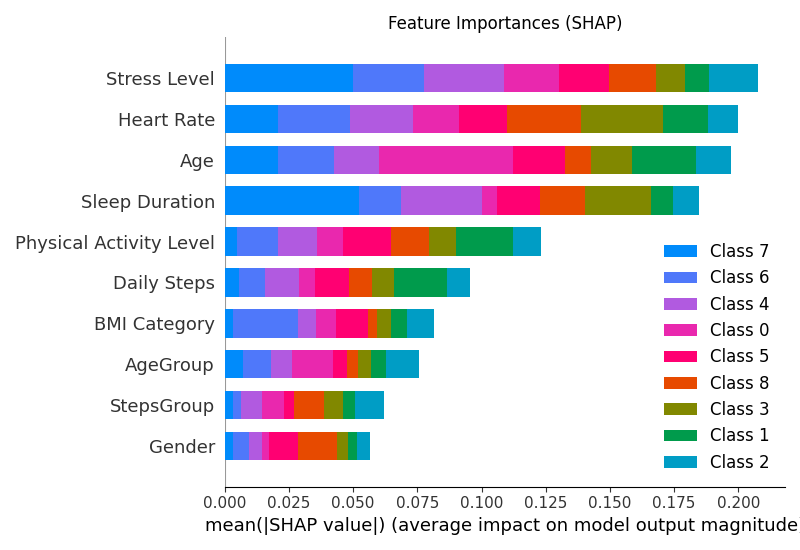 Feature Importances (SHAP)
Stress Level
Heart Rate
Age
Sleep Duration
Physical Activity Level
Daily Steps
BMI Category
AgeGroup
StepsGroup
Gender
Class 7
Class 6
Class 4
Class 0
Class 5
Class 8
Class 3
Class 1
Class 2
0.000 0.025 0.050 0.075 0.100 0.125 0.150 0.175 0.200
mean(|SHAP value|) (average impact on model output magnitude)